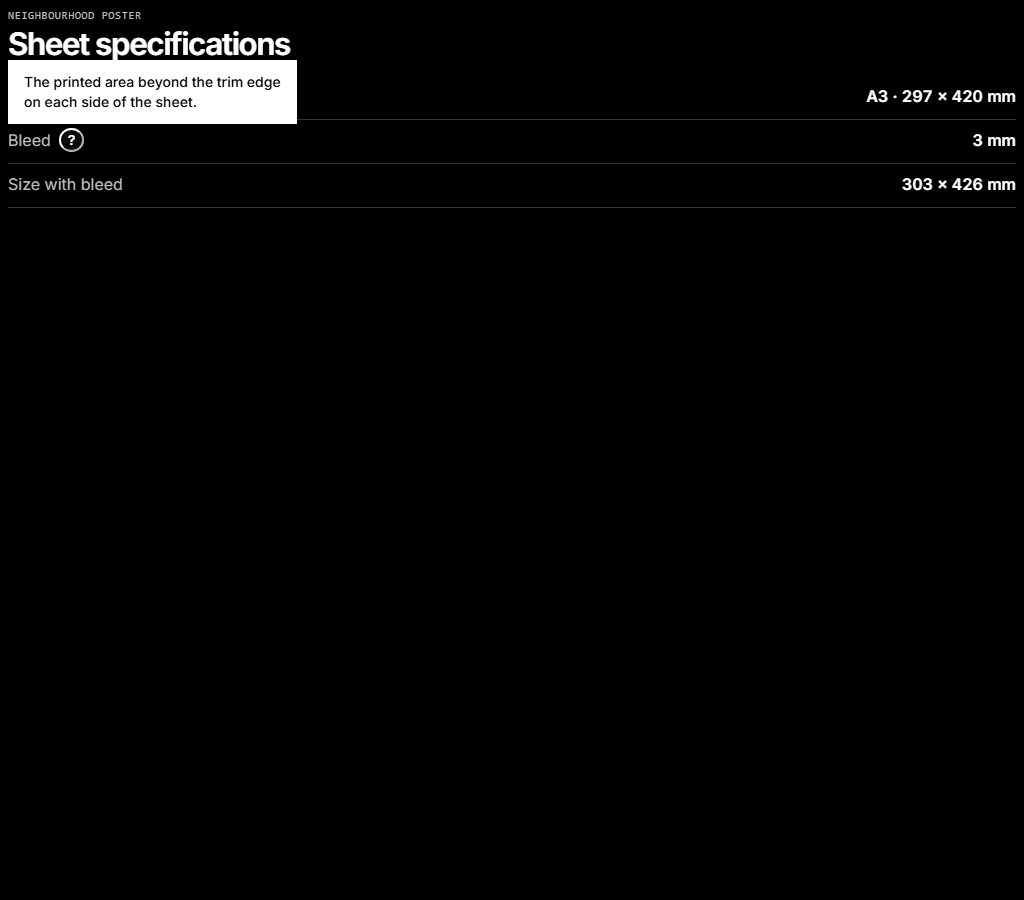 NEIGHBOURHOOD POSTER
Sheet specifications
The printed area beyond the trim edge
on each side of the sheet.
A3 · 297 × 420 mm
Bleed ? 3 mm
Size with bleed 303 × 426 mm